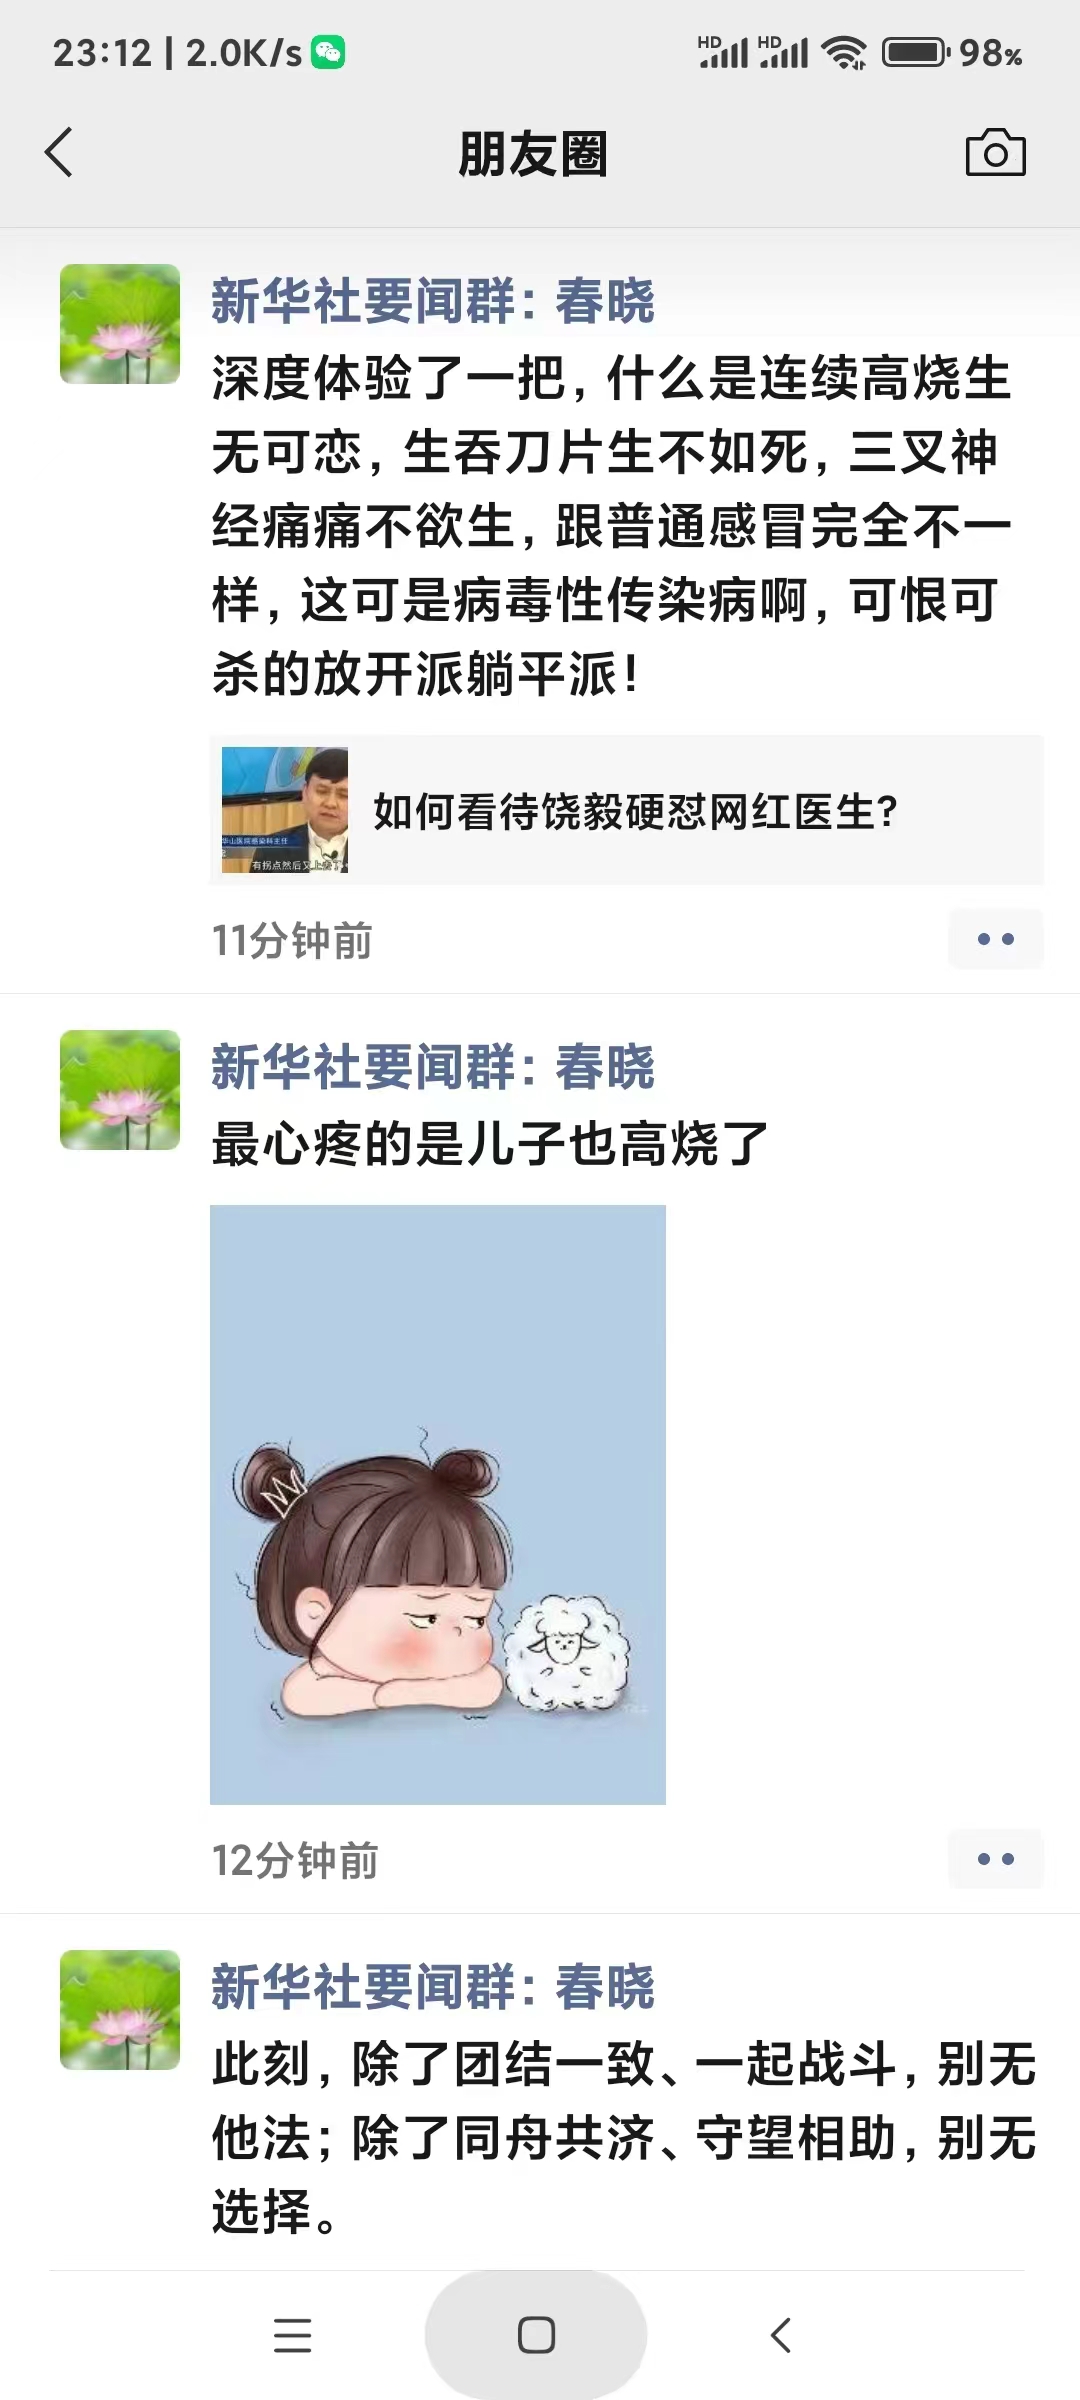 23:12 | 2.0K/s
HD HD 98%
朋友圈
新华社要闻群：春晓
深度体验了一把，什么是连续高烧生
无可恋，生吞刀片生不如死，三叉神
经痛痛不欲生，跟普通感冒完全不一
样，这可是病毒性传染病啊，可恨可
杀的放开派躺平派！
华山医院感染科主任
有拐点然后又上去了
如何看待饶毅硬怼网红医生？
11分钟前
新华社要闻群：春晓
最心疼的是儿子也高烧了
12分钟前
新华社要闻群：春晓
此刻，除了团结一致、一起战斗，别无
他法；除了同舟共济、守望相助，别无
选择。